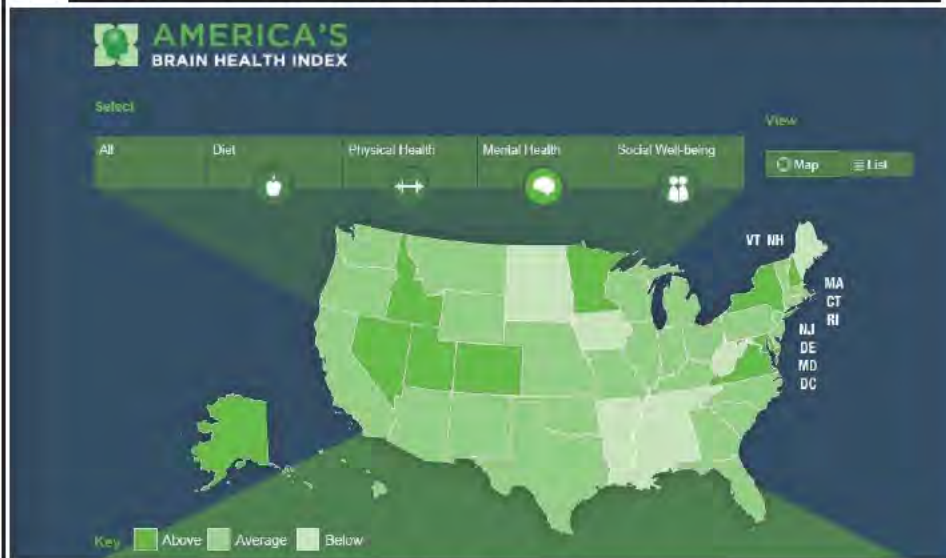 AMERICA'S
BRAIN HEALTH INDEX
Select
View
All
Diet
Physical Health
Mental Health
Social Well-being
Map
List
VT NH
MA
CT
RI
NJ
DE
MD
DC
Key
Above
Average
Below